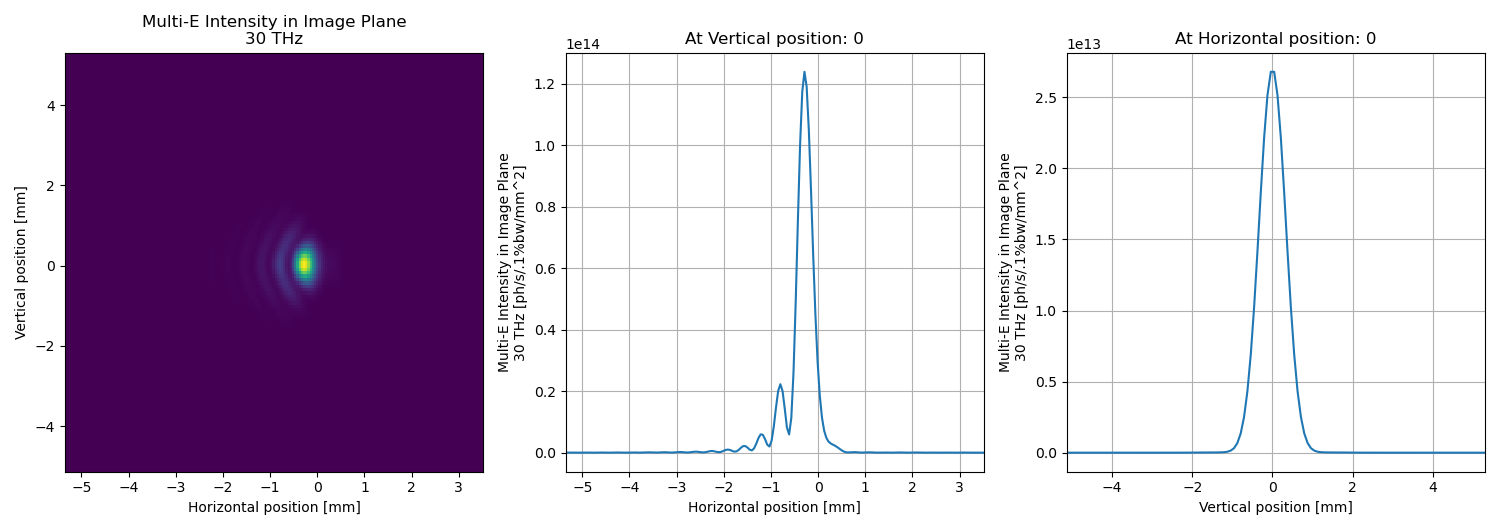 Multi-E Intensity in Image Plane
30 THz
Vertical position [mm]
4
2
0
−2
−4
−5 −4 −3 −2 −1 0 1 2 3
Horizontal position [mm]
1e14
At Vertical position: 0
Multi-E Intensity in Image Plane
30 THz [ph/s/.1%bw/mm^2]
1.2
1.0
0.8
0.6
0.4
0.2
0.0
−5 −4 −3 −2 −1 0 1 2 3
Horizontal position [mm]
1e13
At Horizontal position: 0
Multi-E Intensity in Image Plane
30 THz [ph/s/.1%bw/mm^2]
2.5
2.0
1.5
1.0
0.5
0.0
−4 −2 0 2 4
Vertical position [mm]